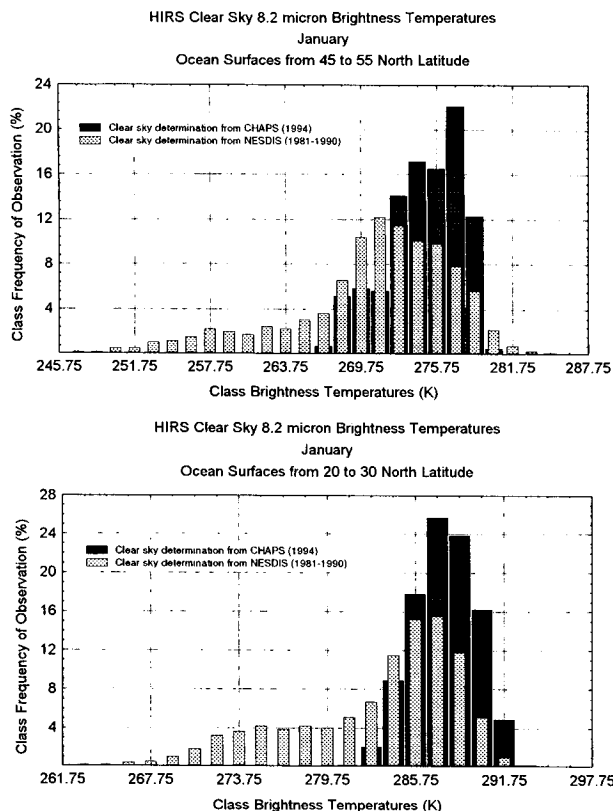 HIRS Clear Sky 8.2 micron Brightness Temperatures
January
Ocean Surfaces from 45 to 55 North Latitude
Class Frequency of Observation (%)
24
20
16
12
8
4
Clear sky determination from CHAPS (1994)
Clear sky determination from NESDIS (1981-1990)
245.75 251.75 257.75 263.75 269.75 275.75 281.75 287.75
Class Brightness Temperatures (K)
HIRS Clear Sky 8.2 micron Brightness Temperatures
January
Ocean Surfaces from 20 to 30 North Latitude
Class Frequency of Observation (%)
28
24
20
16
12
8
4
Clear sky determination from CHAPS (1994)
Clear sky determination from NESDIS (1981-1990)
261.75 267.75 273.75 279.75 285.75 291.75 297.75
Class Brightness Temperatures (K)